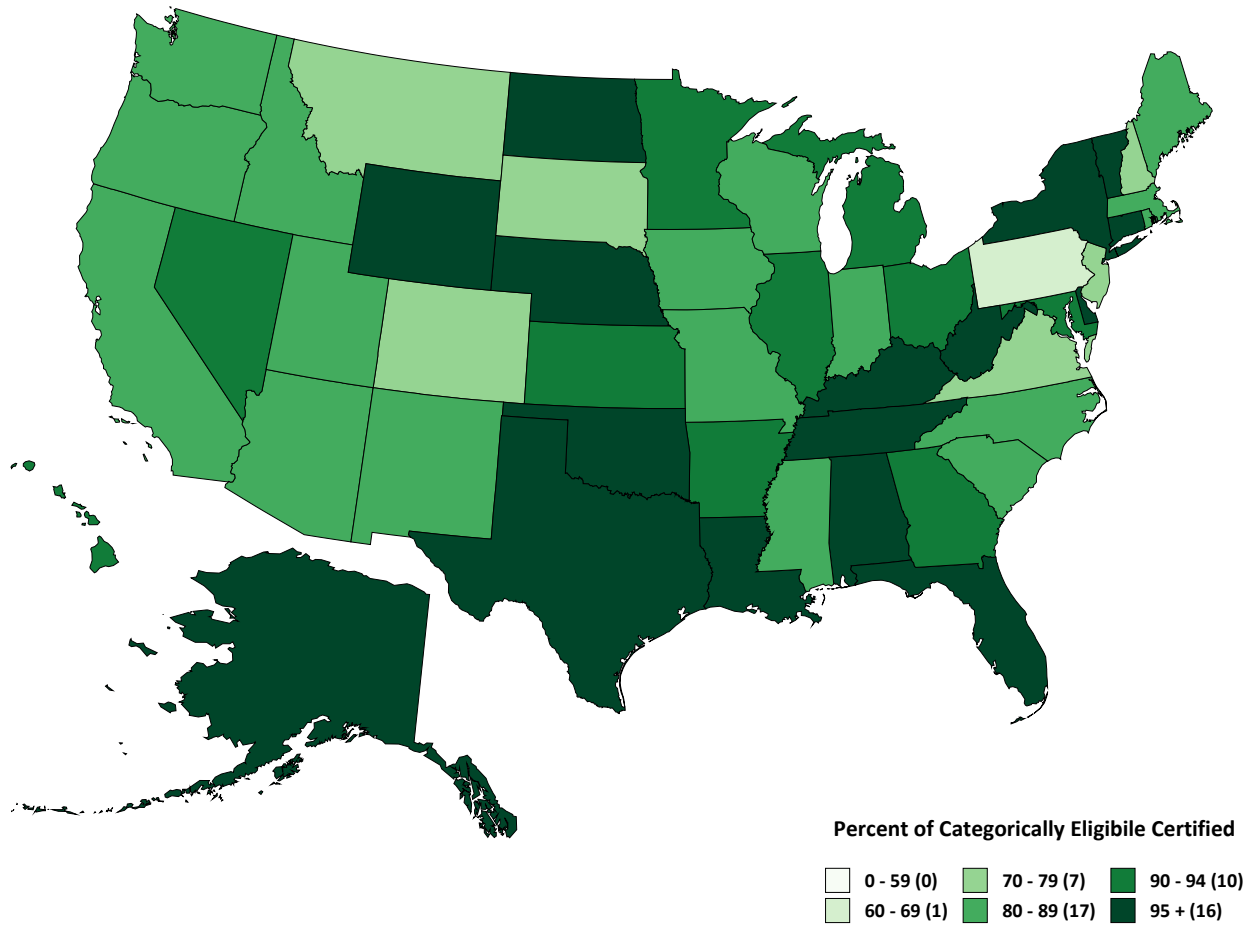 Percent of Categorically Eligibile Certified
0 - 59 (0) 70 - 79 (7) 90 - 94 (10)
60 - 69 (1) 80 - 89 (17) 95 + (16)